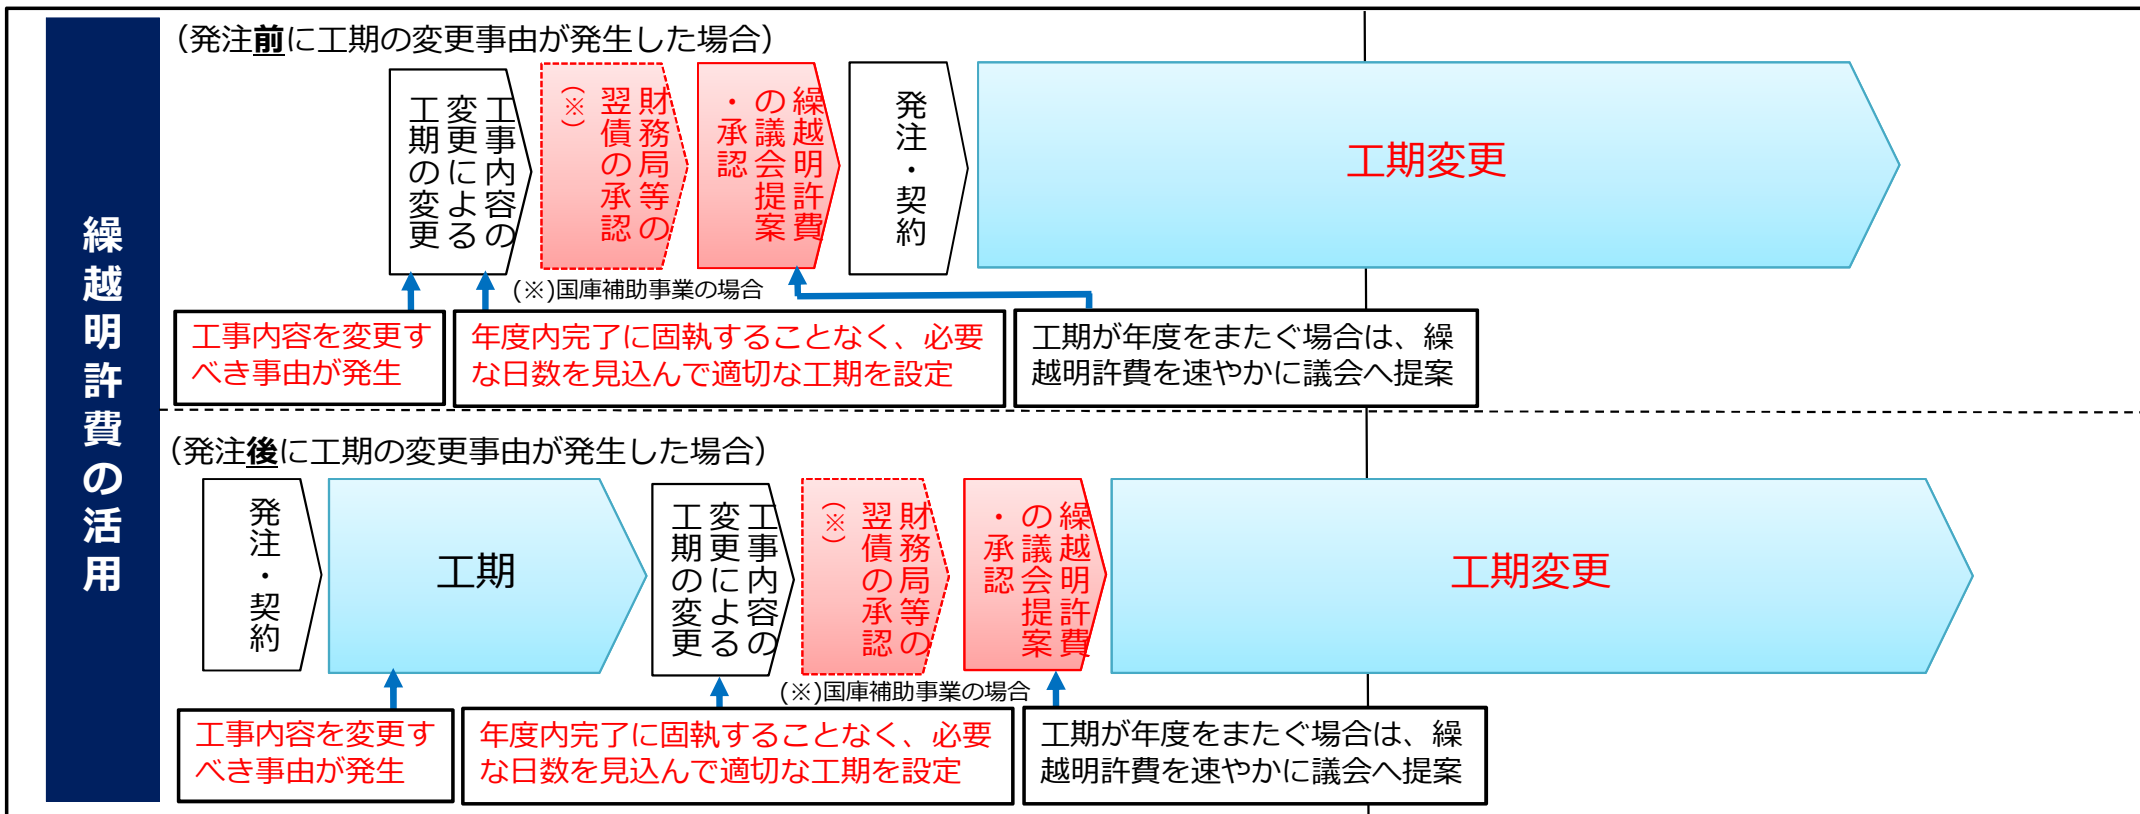 繰越明許費の活用
（発注前に工期の変更事由が発生した場合）
工事内容の
変更による
工期の変更
財務局等の
翌債の承認
（※）
繰越明許費
の議会提案
・承認
発注・契約
工期変更
(※)国庫補助事業の場合
工事内容を変更す
べき事由が発生
年度内完了に固執することなく、必要
な日数を見込んで適切な工期を設定
工期が年度をまたぐ場合は、繰
越明許費を速やかに議会へ提案
（発注後に工期の変更事由が発生した場合）
発注・契約
工期
工事内容の
変更による
工期の変更
財務局等の
翌債の承認
（※）
繰越明許費
の議会提案
・承認
工期変更
(※)国庫補助事業の場合
工事内容を変更す
べき事由が発生
年度内完了に固執することなく、必要
な日数を見込んで適切な工期を設定
工期が年度をまたぐ場合は、繰
越明許費を速やかに議会へ提案